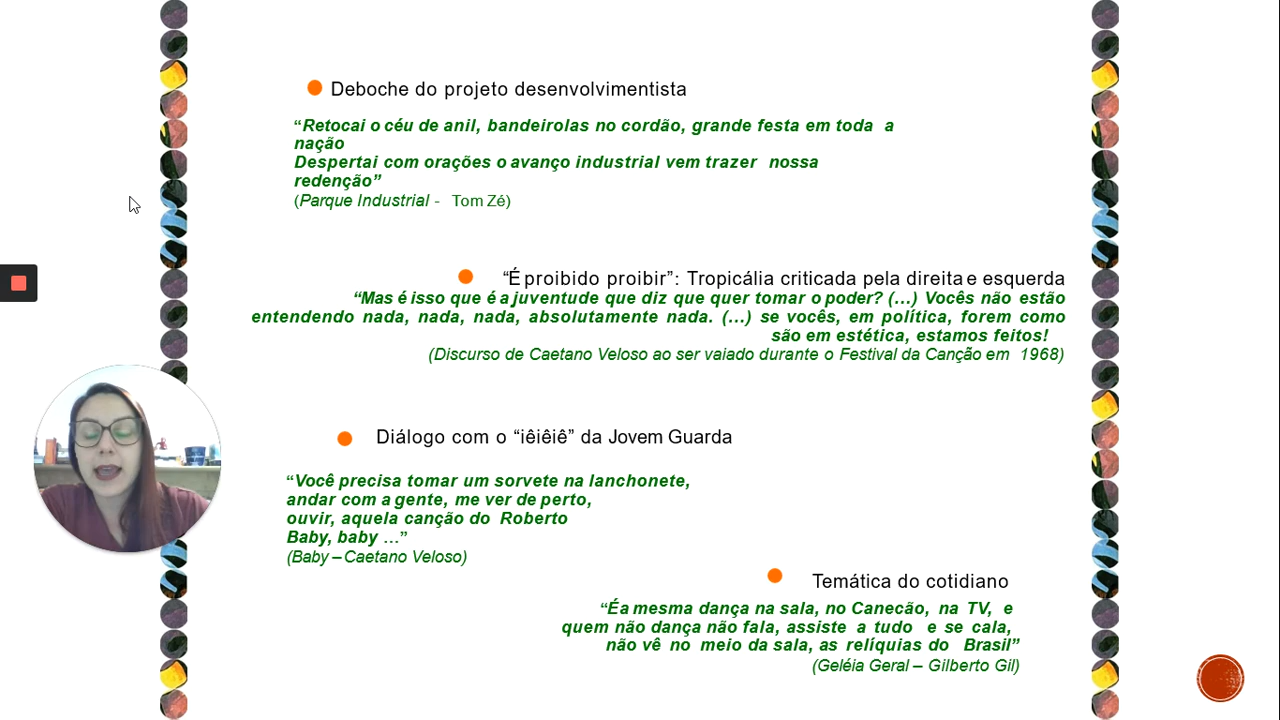 Deboche do projeto desenvolvimentista
“Retocai o céu de anil, bandeirolas no cordão, grande festa em toda a
nação
Despertai com orações o avanço industrial vem trazer nossa
redenção”
(Parque Industrial - Tom Zé)
“É proibido proibir”: Tropicália criticada pela direita e esquerda
“Mas é isso que é a juventude que diz que quer tomar o poder? (…) Vocês não estão
entendendo nada, nada, nada, absolutamente nada. (…) se vocês, em política, forem como
são em estética, estamos feitos!
(Discurso de Caetano Veloso ao ser vaiado durante o Festival da Canção em 1968)
Diálogo com o “iêiêiê” da Jovem Guarda
“Você precisa tomar um sorvete na lanchonete,
andar com a gente, me ver de perto,
ouvir, aquela canção do Roberto
Baby, baby …”
(Baby – Caetano Veloso)
Temática do cotidiano
“Éa mesma dança na sala, no Canecão, na TV, e
quem não dança não fala, assiste a tudo e se cala,
não vê no meio da sala, as relíquias do Brasil”
(Geléia Geral – Gilberto Gil)